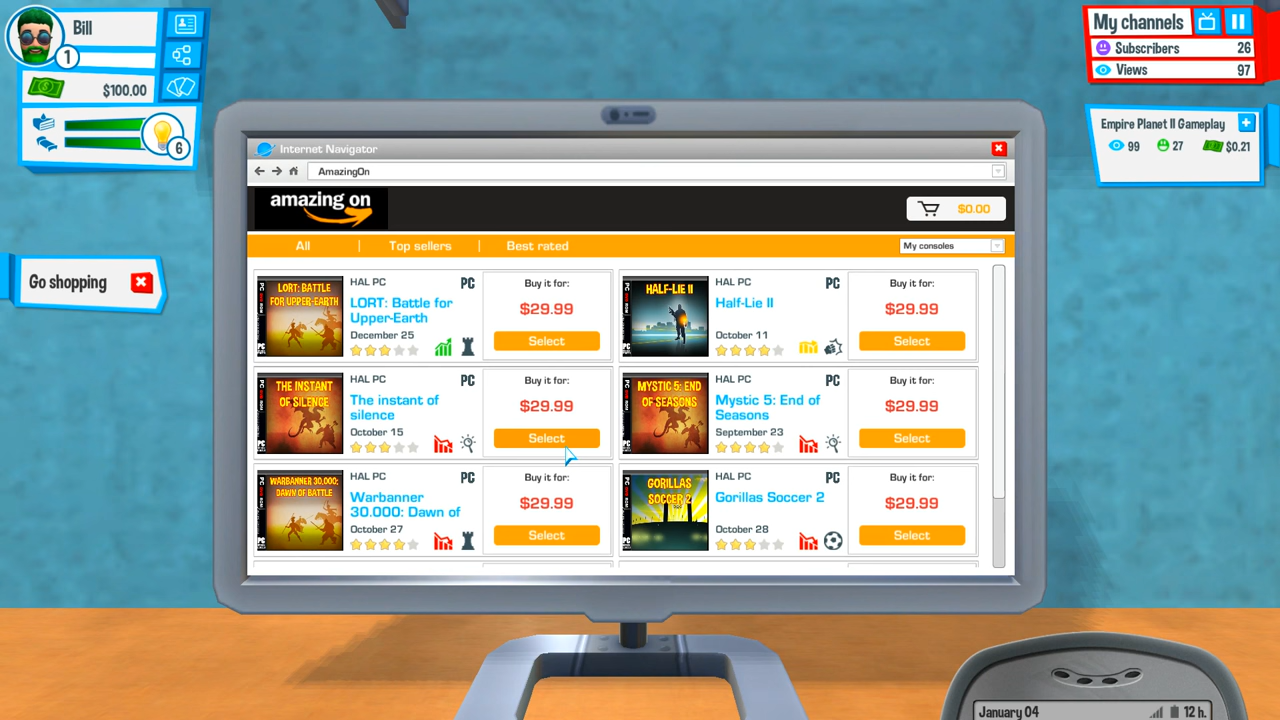 Bill
1
$100.00
6
My channels
Subscribers 26
Views 97
Empire Planet II Gameplay
99 27 $0.21
Go shopping
Internet Navigator
AmazingOn
amazing on
$0.00
All | Top sellers | Best rated
My consoles
LORT: BATTLE
FOR UPPER-EARTH
HAL PC PC
LORT: Battle for
Upper-Earth
December 25
Buy it for:
$29.99
Select
HALF-LIE II
HAL PC PC
Half-Lie II
October 11
Buy it for:
$29.99
Select
THE INSTANT
OF SILENCE
HAL PC PC
The instant of
silence
October 15
Buy it for:
$29.99
Select
MYSTIC 5: END
OF SEASONS
HAL PC PC
Mystic 5: End of
Seasons
September 23
Buy it for:
$29.99
Select
WARBANNER 30,000:
DAWN OF BATTLE
HAL PC PC
Warbanner
30.000: Dawn of
October 27
Buy it for:
$29.99
Select
GORILLAS
SOCCER 2
HAL PC PC
Gorillas Soccer 2
October 28
Buy it for:
$29.99
Select
January 04 12 h.